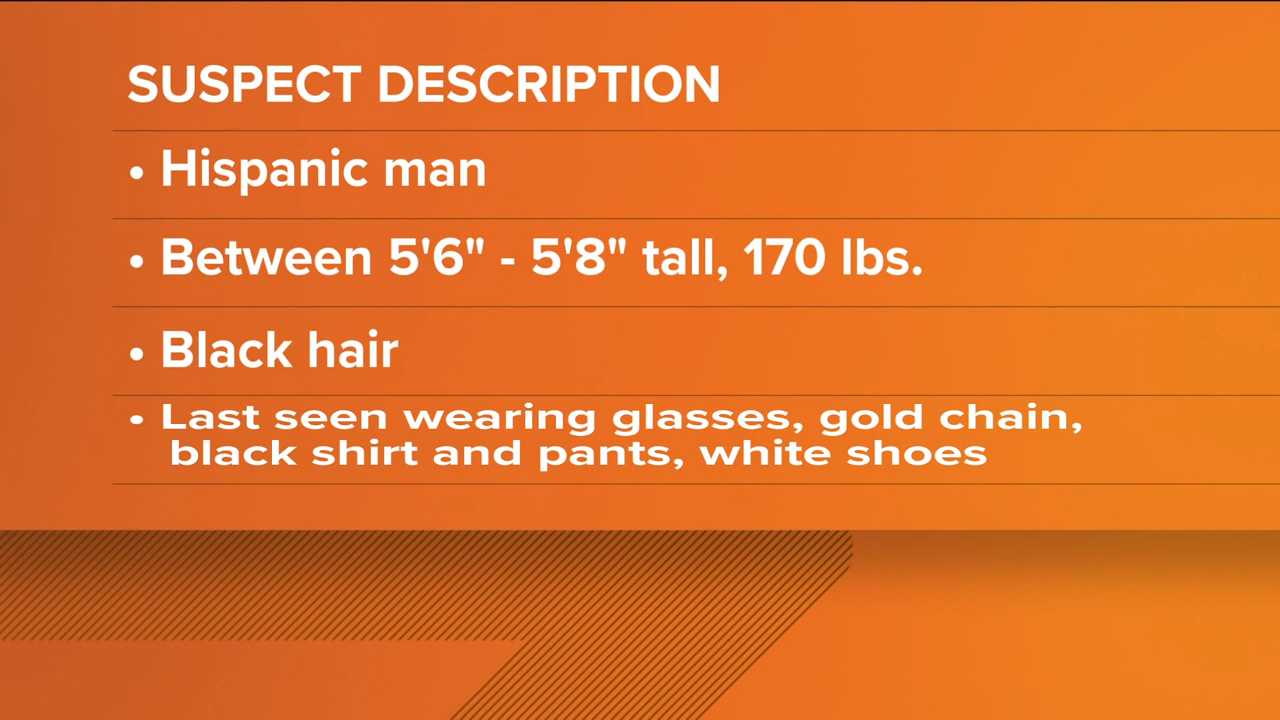 SUSPECT DESCRIPTION
• Hispanic man
• Between 5'6" - 5'8" tall, 170 lbs.
• Black hair
• Last seen wearing glasses, gold chain,
black shirt and pants, white shoes